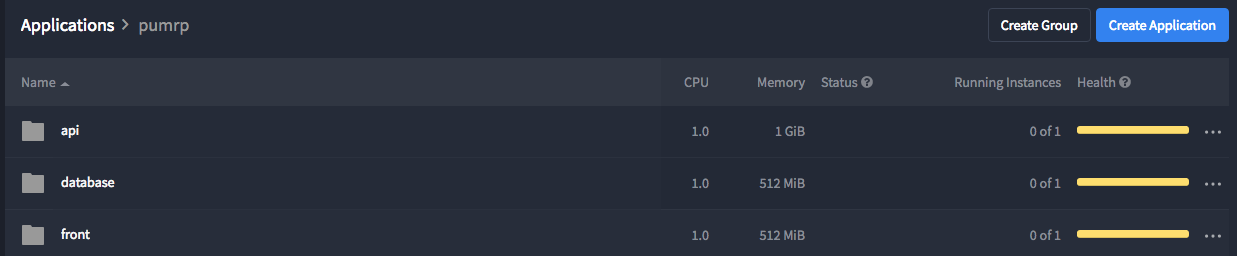 Applications > pumrp Create Group Create Application
Name CPU Memory Status Running Instances Health
api 1.0 1 GiB 0 of 1 ...
database 1.0 512 MiB 0 of 1 ...
front 1.0 512 MiB 0 of 1 ...